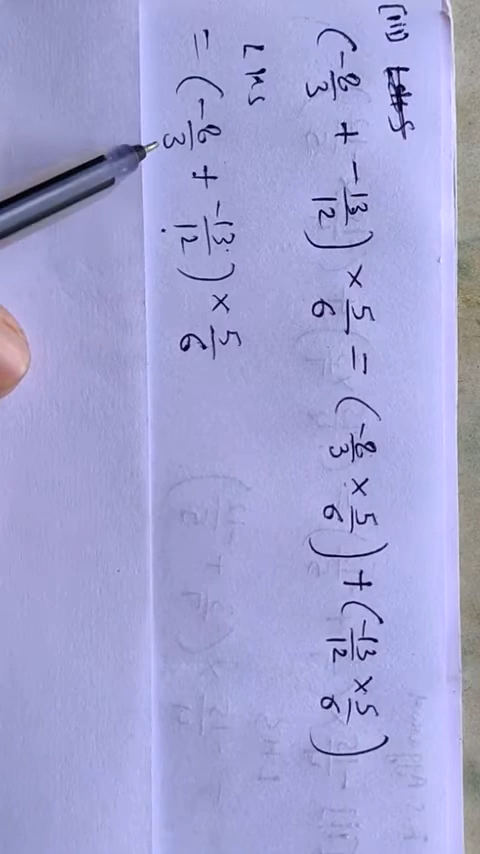 (iii)
(-8/3 + -13/12) × 5/6 = (-8/3 × 5/6) + (-13/12 × 5/6)
LHS
= (-8/3 + -13/12) × 5/6